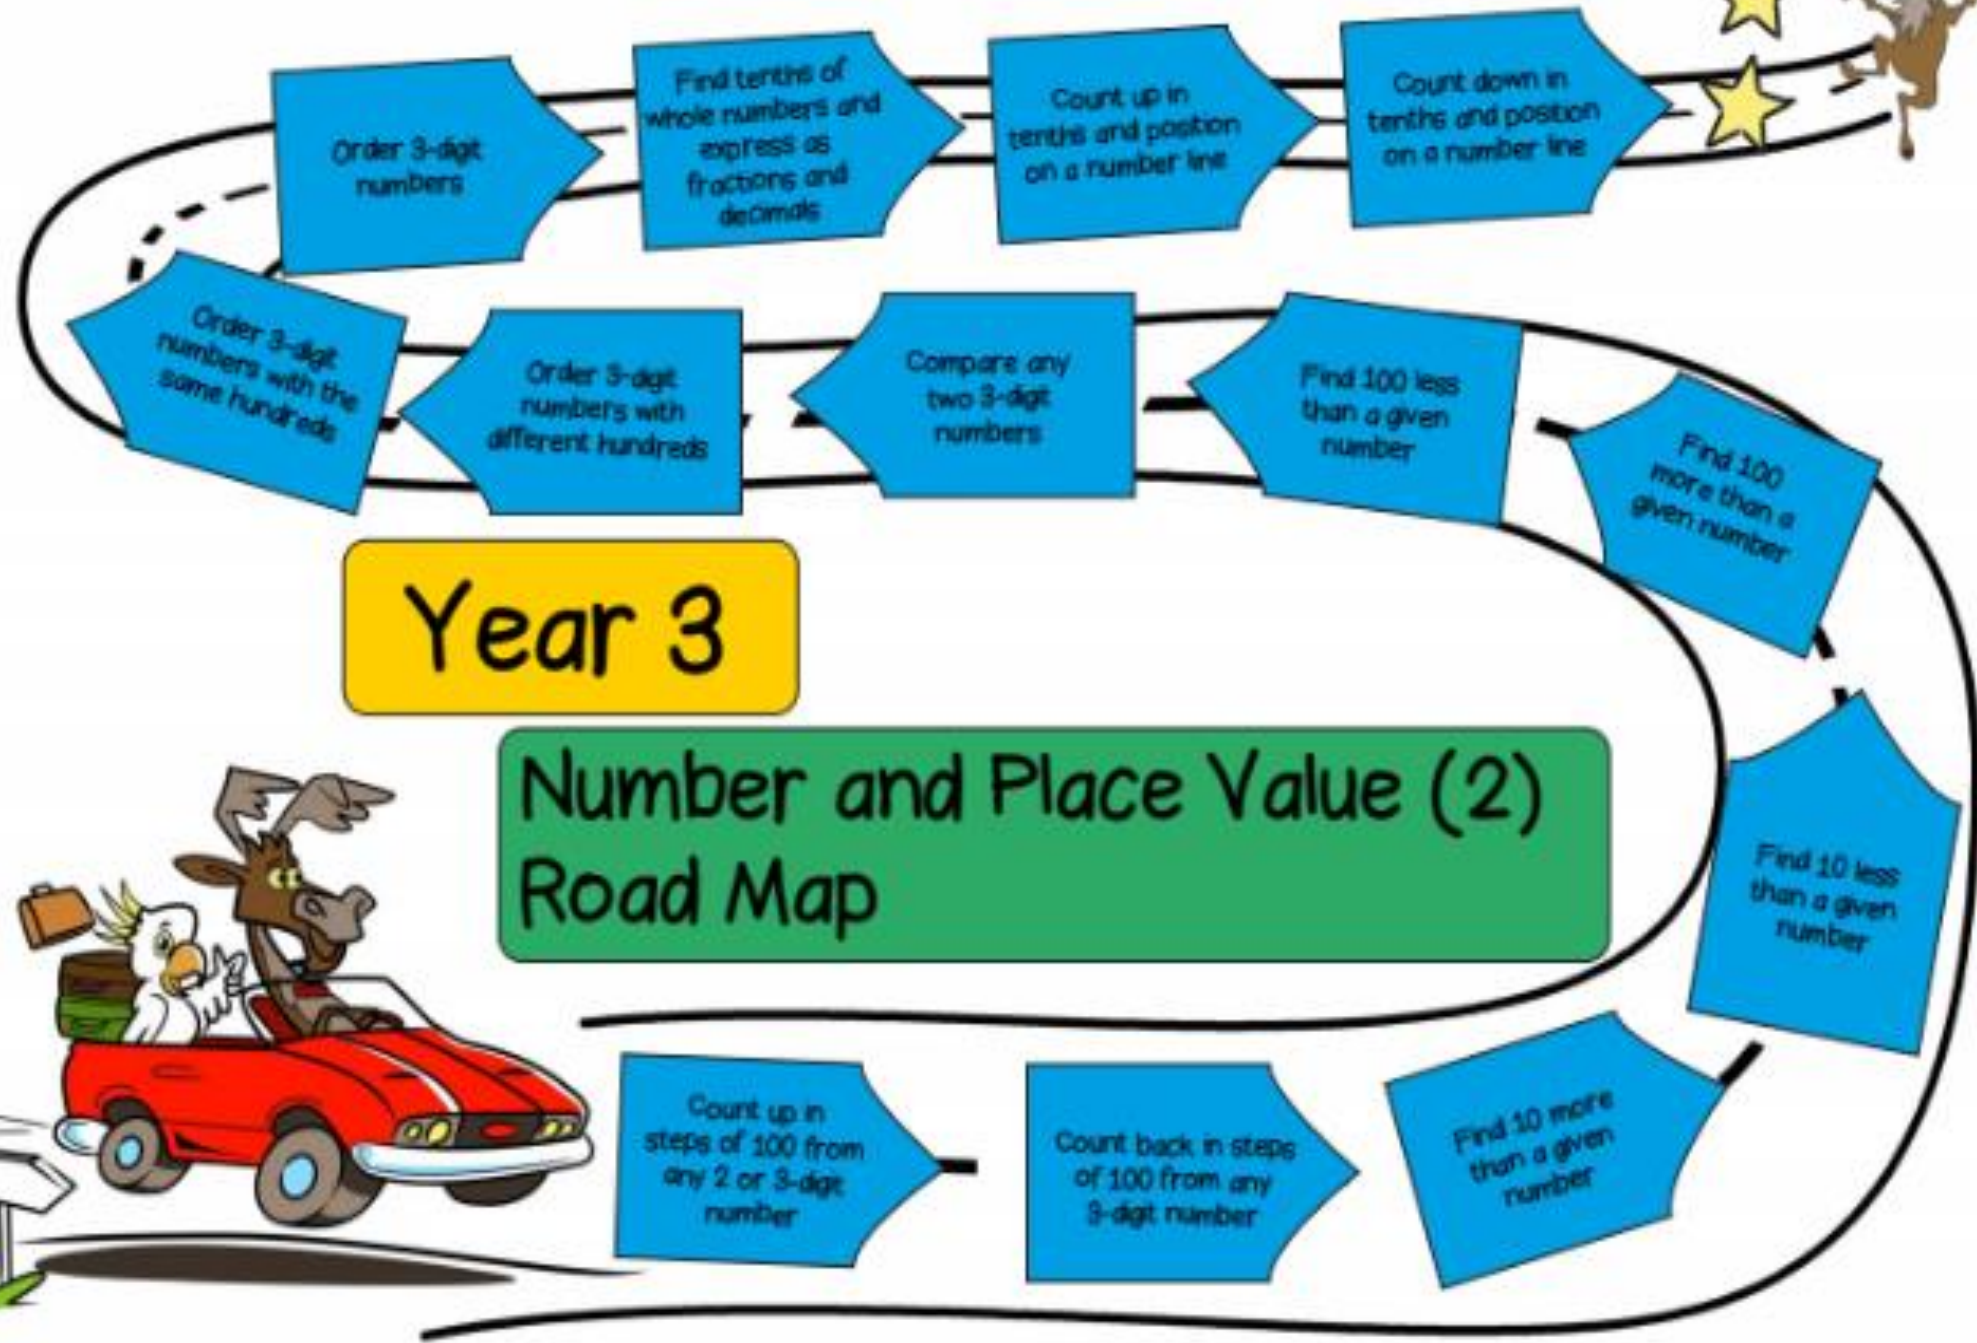 Order 3-digit
numbers
Find tenths of
whole numbers and
express as
fractions and
decimals
Count up in
tenths and position
on a number line
Count down in
tenths and position
on a number line
Order 3-digit
numbers with the
same hundreds
Order 3-digit
numbers with
different hundreds
Compare any
two 3-digit
numbers
Find 100 less
than a given
number
Find 100
more than a
given number
Year 3
Number and Place Value (2)
Road Map
Find 10 less
than a given
number
Count up in
steps of 100 from
any 2 or 3-digit
number
Count back in steps
of 100 from any
3-digit number
Find 10 more
than a given
number